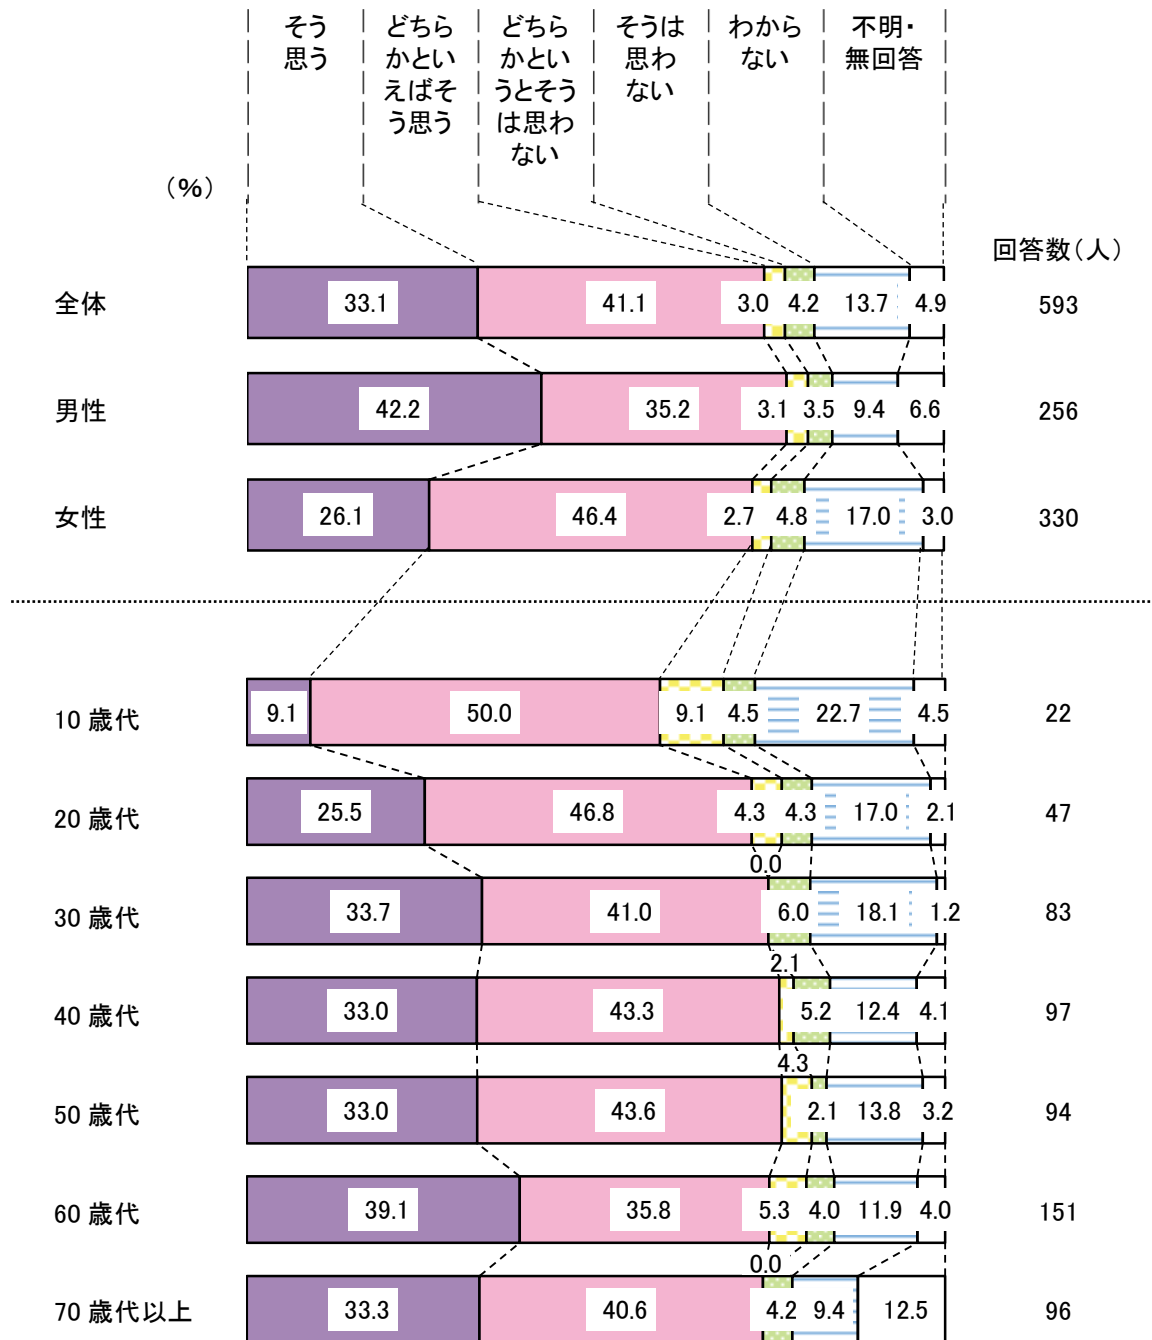 そう
思う
どちら
かとい
えばそ
う思う
どちら
かとい
うとそう
は思わ
ない
そうは
思わ
ない
わから
ない
不明・
無回答
（%）
回答数（人）
全体 33.1 41.1 3.0 4.2 13.7 4.9 593
男性 42.2 35.2 3.1 3.5 9.4 6.6 256
女性 26.1 46.4 2.7 4.8 17.0 3.0 330
10 歳代 9.1 50.0 9.1 4.5 22.7 4.5 22
20 歳代 25.5 46.8 4.3 4.3 17.0 2.1 47
0.0
30 歳代 33.7 41.0 6.0 18.1 1.2 83
2.1
40 歳代 33.0 43.3 5.2 12.4 4.1 97
4.3
50 歳代 33.0 43.6 2.1 13.8 3.2 94
60 歳代 39.1 35.8 5.3 4.0 11.9 4.0 151
0.0
70 歳代以上 33.3 40.6 4.2 9.4 12.5 96